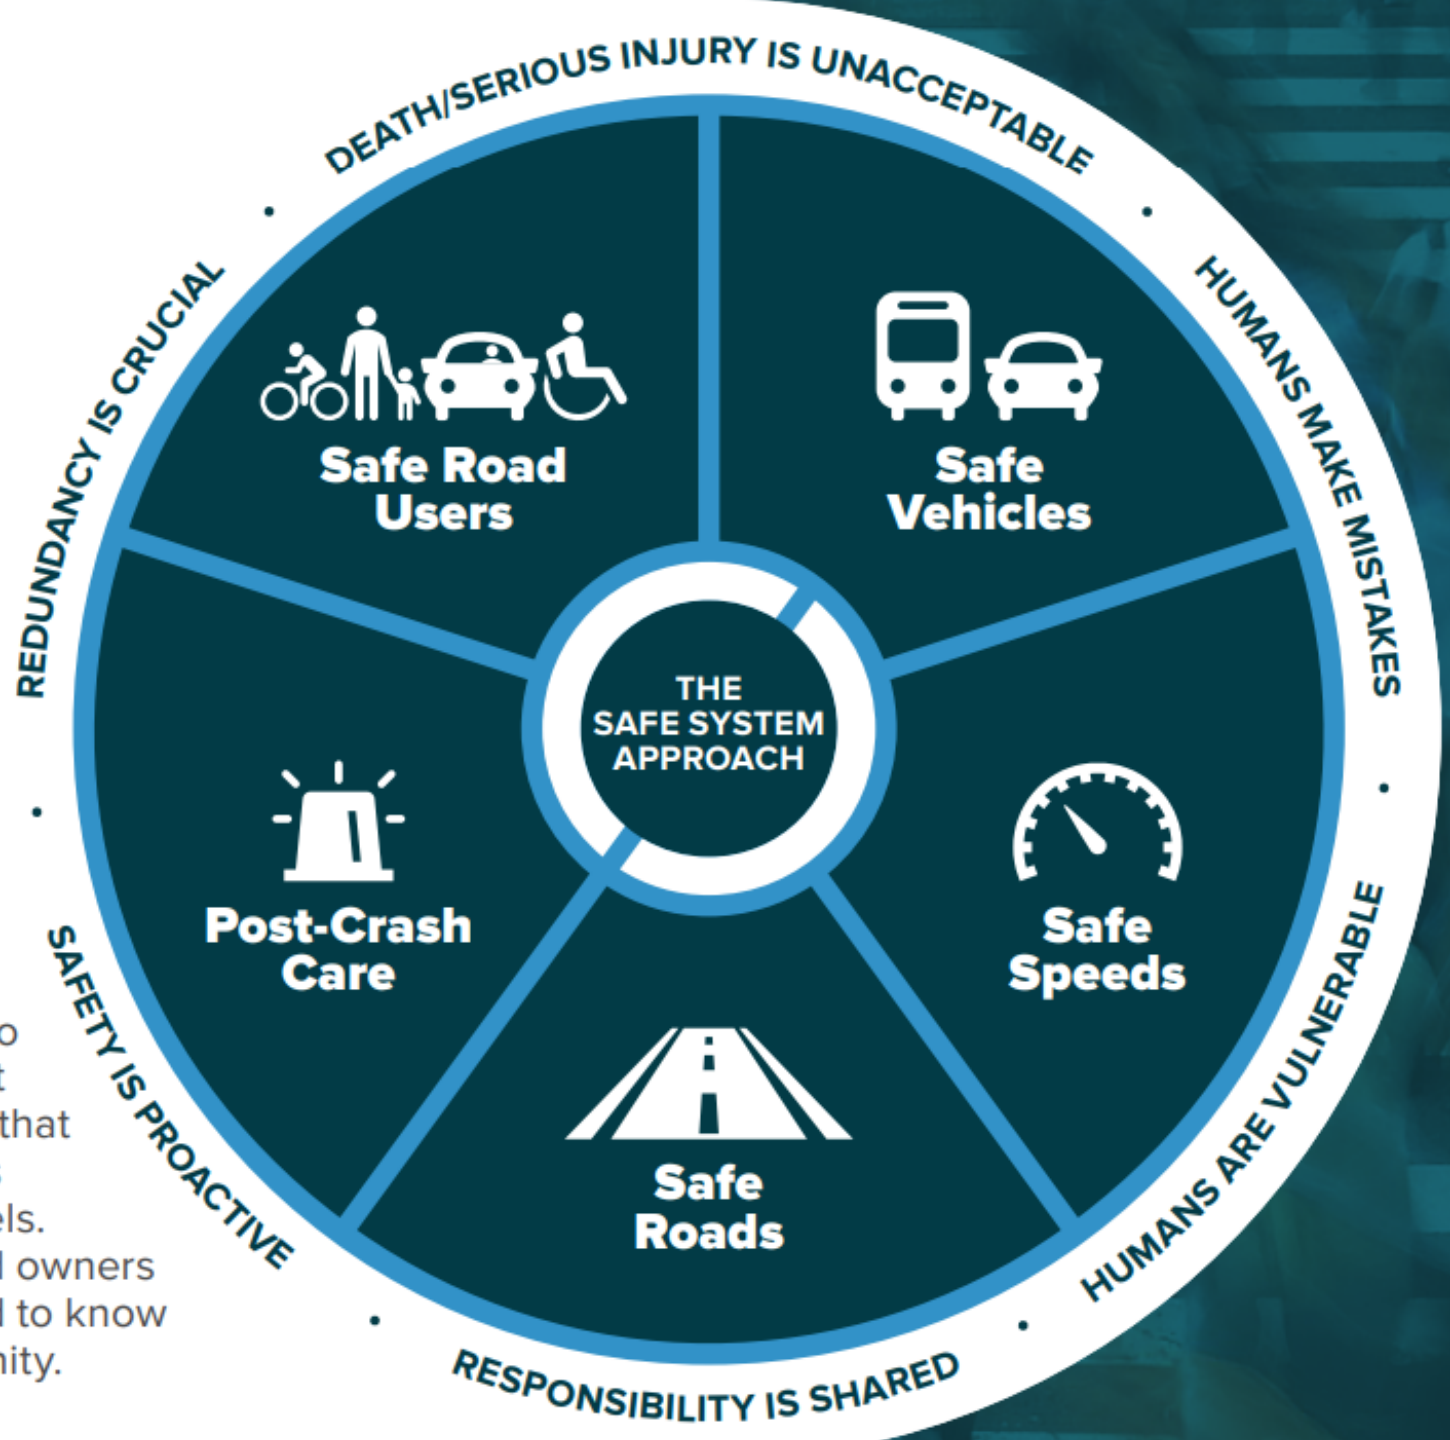 DEATH/SERIOUS INJURY IS UNACCEPTABLE
HUMANS MAKE MISTAKES
HUMANS ARE VULNERABLE
RESPONSIBILITY IS SHARED
SAFETY IS PROACTIVE
REDUNDANCY IS CRUCIAL
Safe Road
Users
Safe
Vehicles
THE
SAFE SYSTEM
APPROACH
Post-Crash
Care
Safe
Speeds
Safe
Roads
that
owners
to know